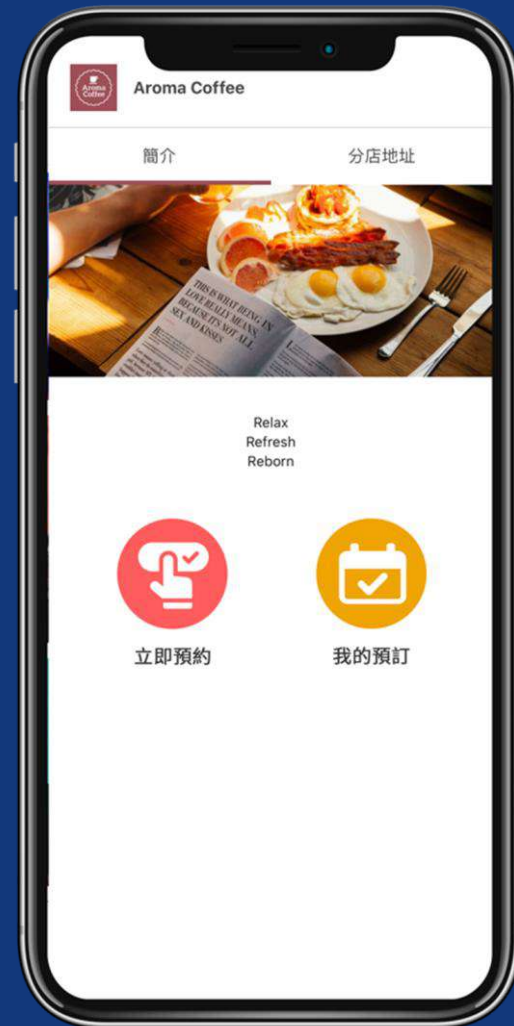 Aroma
Coffee
Aroma Coffee
簡介
分店地址
THIS IS WHAT BEING IN
LOVE REALLY MEANS,
BECAUSE IT'S NOT ALL
SEX AND KISSES
Relax
Refresh
Reborn
立即預約
我的預訂